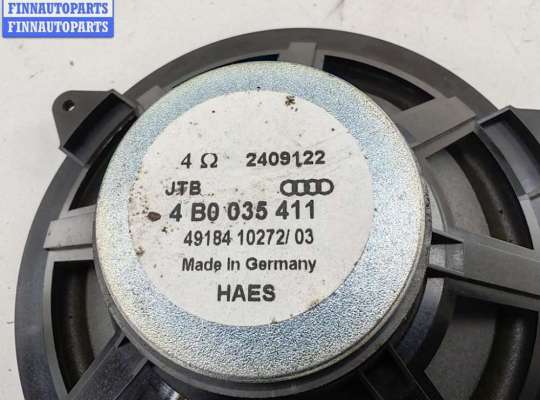 FINNAUTOPARTS
FINNAUTOPARTS
4 Ω 2409122
JTB
4 B0 035 411
49184 10272/ 03
Made In Germany
HAES